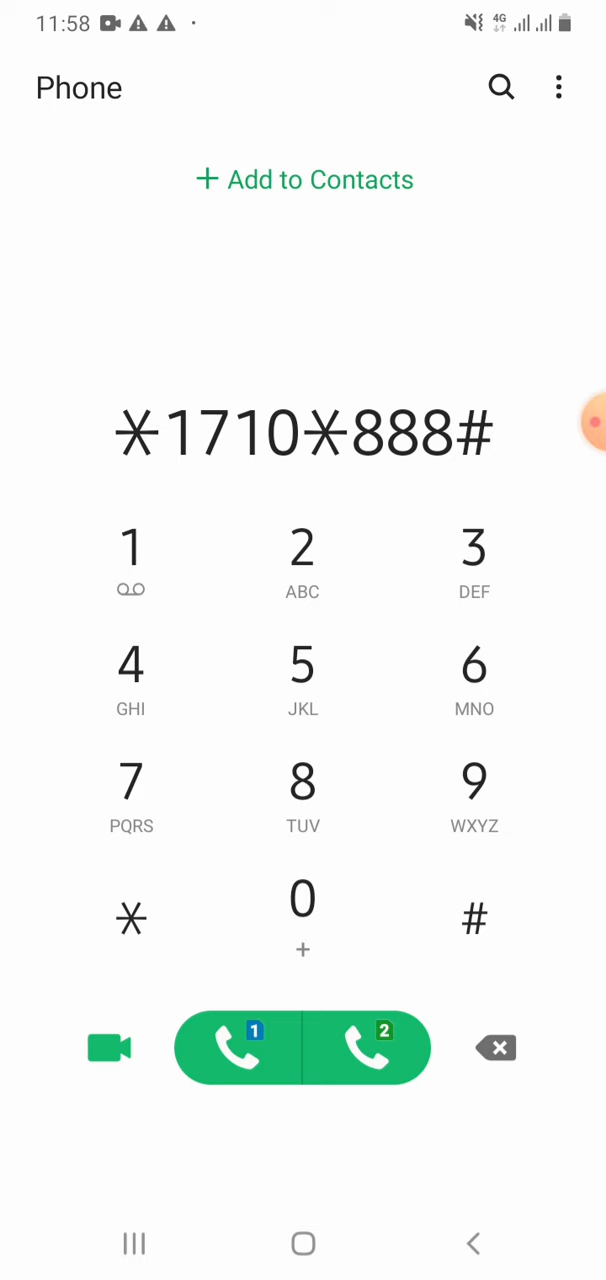 11:58 4G
Phone
+ Add to Contacts
*1710*888#
1 2 3
ABC DEF
4 5 6
GHI JKL MNO
7 8 9
PQRS TUV WXYZ
* 0 #
+
1 2